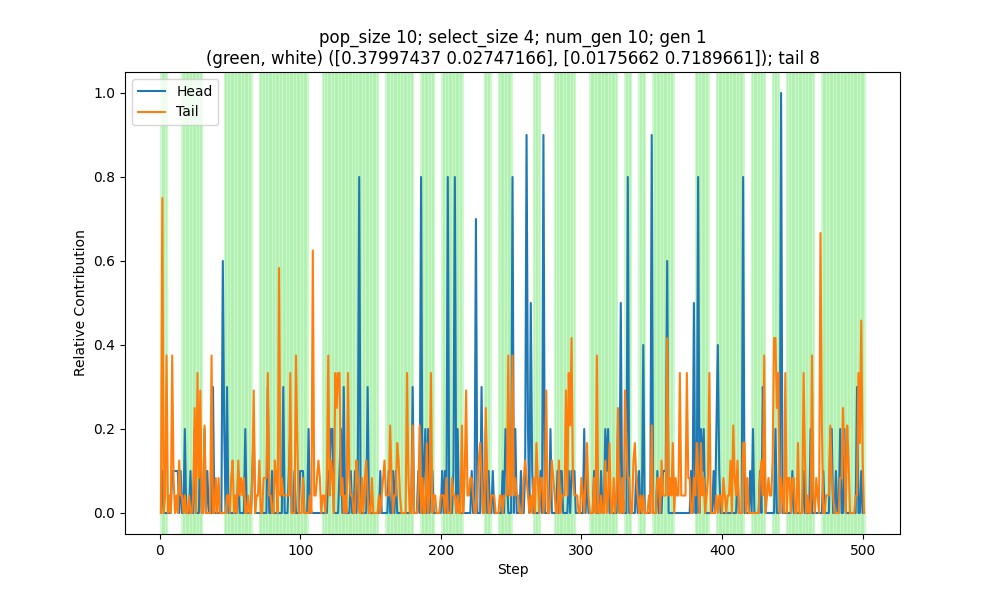 pop_size 10; select_size 4; num_gen 10; gen 1
(green, white) ([0.37997437 0.02747166], [0.0175662 0.7189661]); tail 8
Head
Tail
1.0
0.8
0.6
0.4
0.2
0.0
Relative Contribution
0 100 200 300 400 500
Step